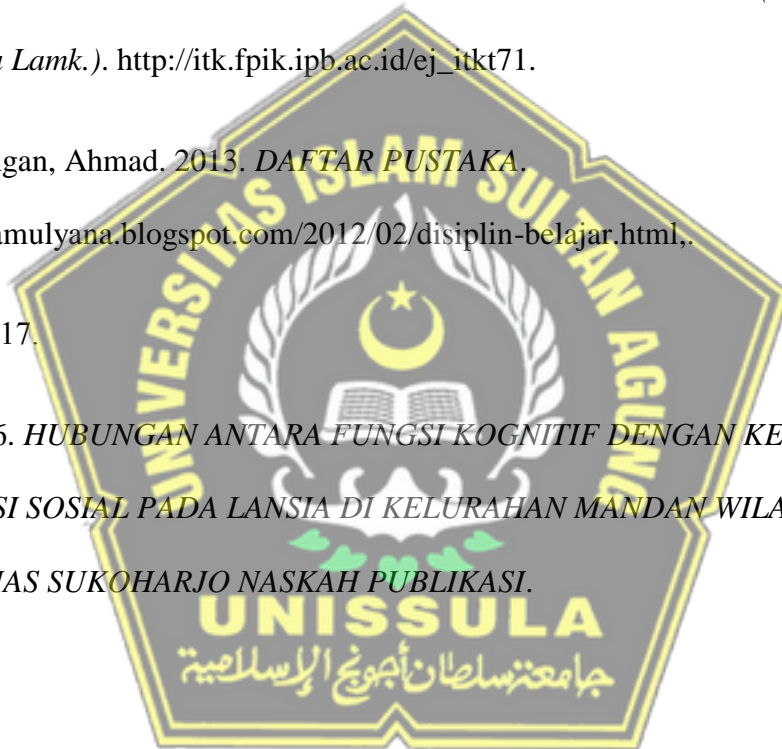 Lamk.). http://itk.fpik.ipb.ac.id/ej_itkt71.
ngan, Ahmad. 2013. DAFTAR PUSTAKA.
amulyana.blogspot.com/2012/02/disiplin-belajar.html,.
17.
6. HUBUNGAN ANTARA FUNGSI KOGNITIF DENGAN KE
SI SOSIAL PADA LANSIA DI KELURAHAN MANDAN WILA
AS SUKOHARJO NASKAH PUBLIKASI.
UNIVERSITAS ISLAM SULTAN AGUNG
UNISSULA
جامعة سلطان أجونج الإسلامية